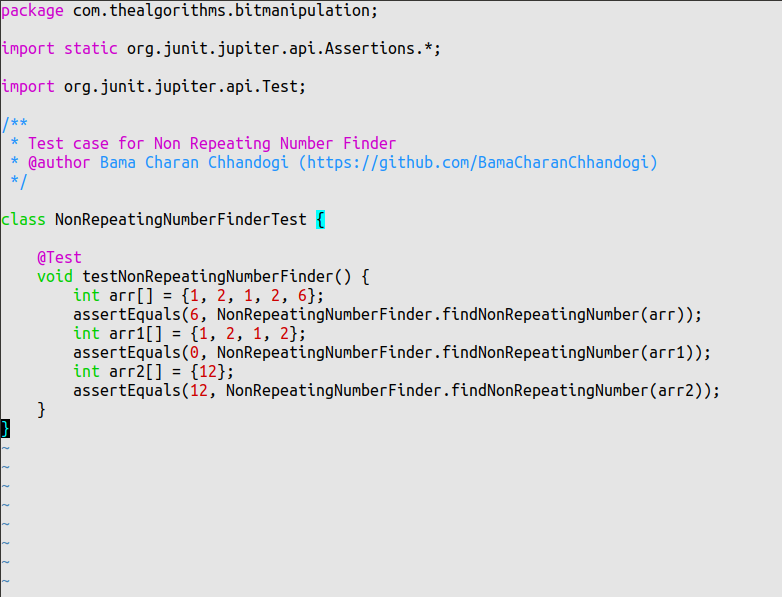 package com.thealgorithms.bitmanipulation;

import static org.junit.jupiter.api.Assertions.*;

import org.junit.jupiter.api.Test;

/**
 * Test case for Non Repeating Number Finder
 * @author Bama Charan Chhandogi (https://github.com/BamaCharanChhandogi)
 */

class NonRepeatingNumberFinderTest {

    @Test
    void testNonRepeatingNumberFinder() {
        int arr[] = {1, 2, 1, 2, 6};
        assertEquals(6, NonRepeatingNumberFinder.findNonRepeatingNumber(arr));
        int arr1[] = {1, 2, 1, 2};
        assertEquals(0, NonRepeatingNumberFinder.findNonRepeatingNumber(arr1));
        int arr2[] = {12};
        assertEquals(12, NonRepeatingNumberFinder.findNonRepeatingNumber(arr2));
    }
}
~
~
~
~
~
~
~
~